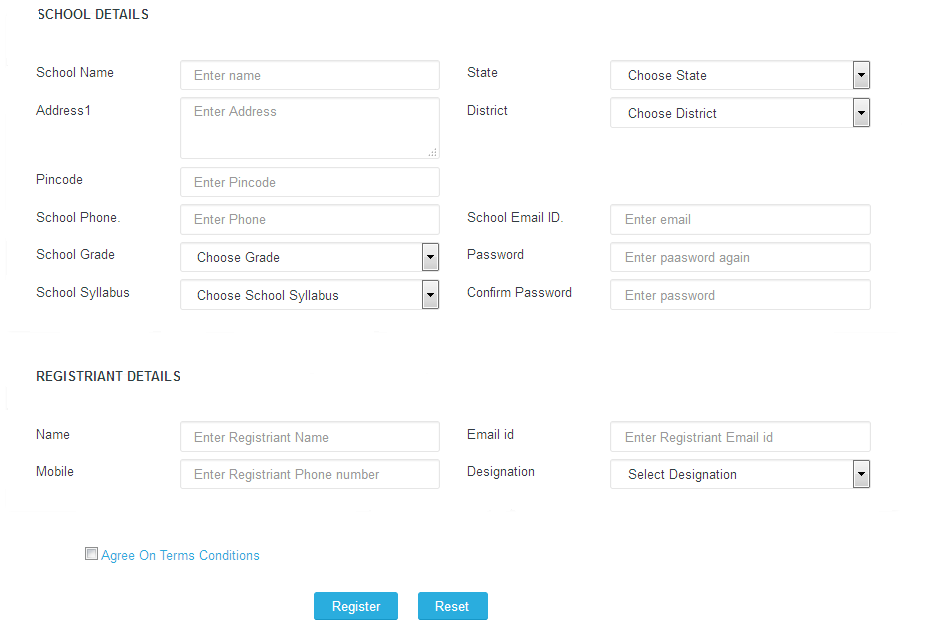 SCHOOL DETAILS
School Name Enter name State Choose State
Address1 Enter Address District Choose District
Pincode Enter Pincode
School Phone. Enter Phone School Email ID. Enter email
School Grade Choose Grade Password Enter paasword again
School Syllabus Choose School Syllabus Confirm Password Enter password
REGISTRIANT DETAILS
Name Enter Registriant Name Email id Enter Registriant Email id
Mobile Enter Registriant Phone number Designation Select Designation
Agree On Terms Conditions
Register Reset